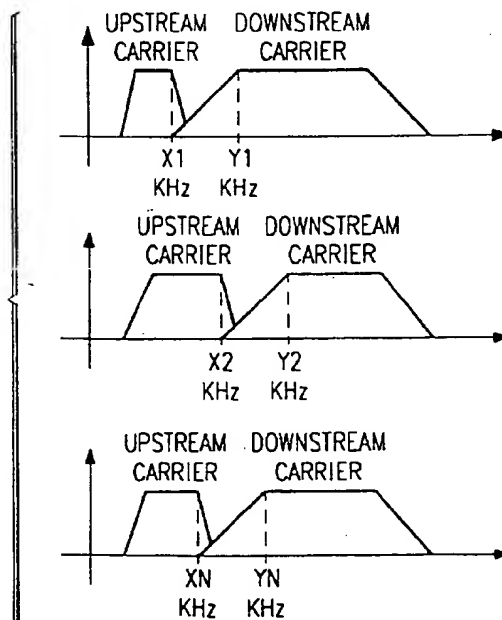 UPSTREAM DOWNSTREAM
CARRIER CARRIER
X1 Y1
KHz KHz
UPSTREAM DOWNSTREAM
CARRIER CARRIER
X2 Y2
KHz KHz
UPSTREAM DOWNSTREAM
CARRIER CARRIER
XN YN
KHz KHz